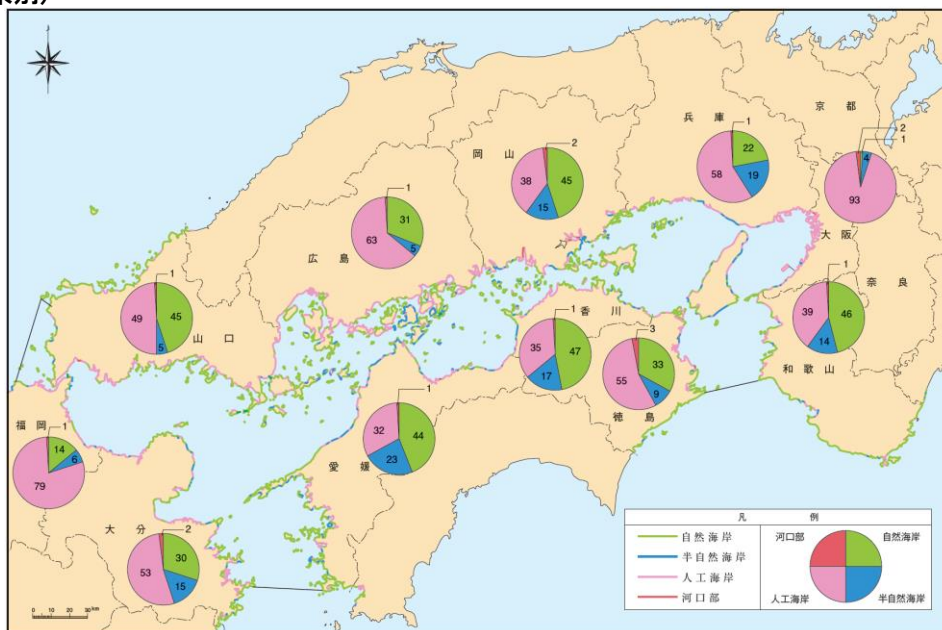 京都
兵庫
2
1
4
93
大阪
1
22
19
58
岡山
2
45
15
38
1
31
5
63
広島
1
46
14
39
奈良
和歌山
1
45
5
49
山口
香川
1
47
17
35
3
33
9
55
徳島
1
44
23
32
愛媛
福岡
1
14
6
79
大分
2
30
15
53
0 10 20 30km
凡例
自然海岸
半自然海岸
人工海岸
河口部
河口部
自然海岸
人工海岸
半自然海岸